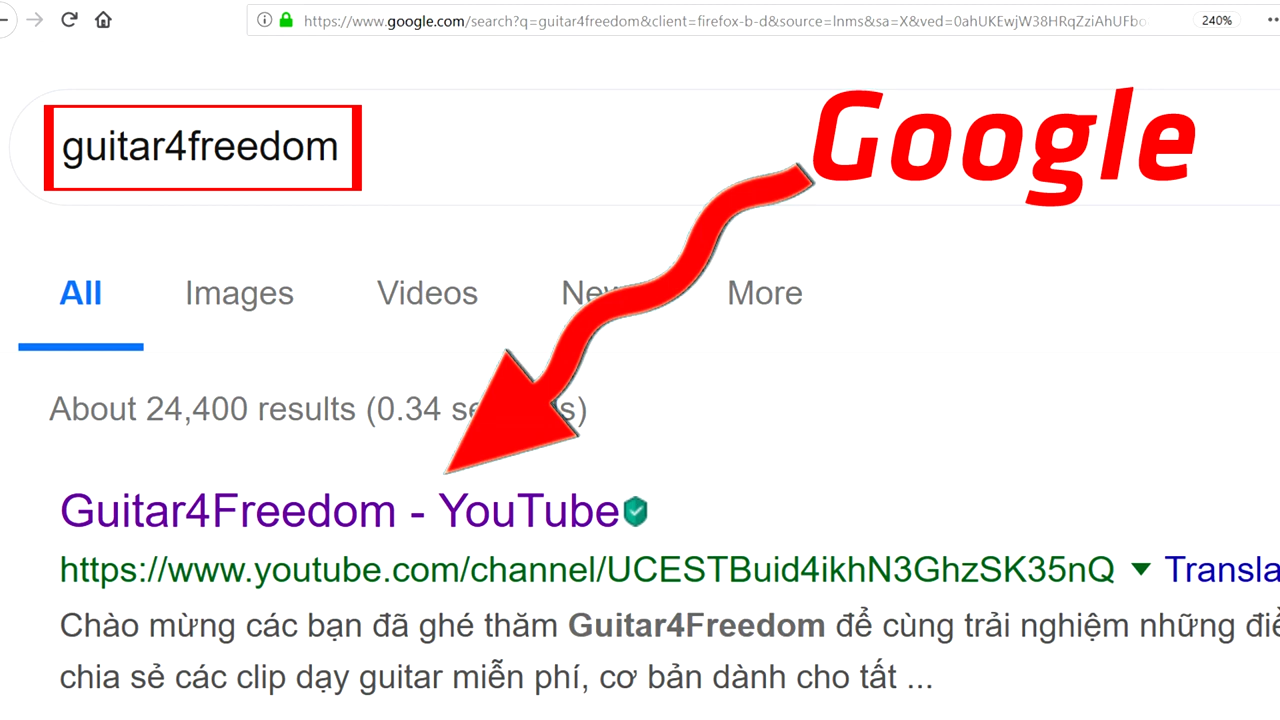 https://www.google.com/search?q=guitar4freedom&client=firefox-b-d&source=lnms&sa=X&ved=0ahUKEwjW38HRqZziAhUFbo
240%
guitar4freedom
Google
All Images Videos More
About 24,400 results (0.34
Guitar4Freedom - YouTube
https://www.youtube.com/channel/UCESTBuid4ikhN3GhzSK35nQ Transla
Chào mừng các bạn đã ghé thăm Guitar4Freedom để cùng trải nghiệm những điề
chia sẻ các clip dạy guitar miễn phí, cơ bản dành cho tất ...